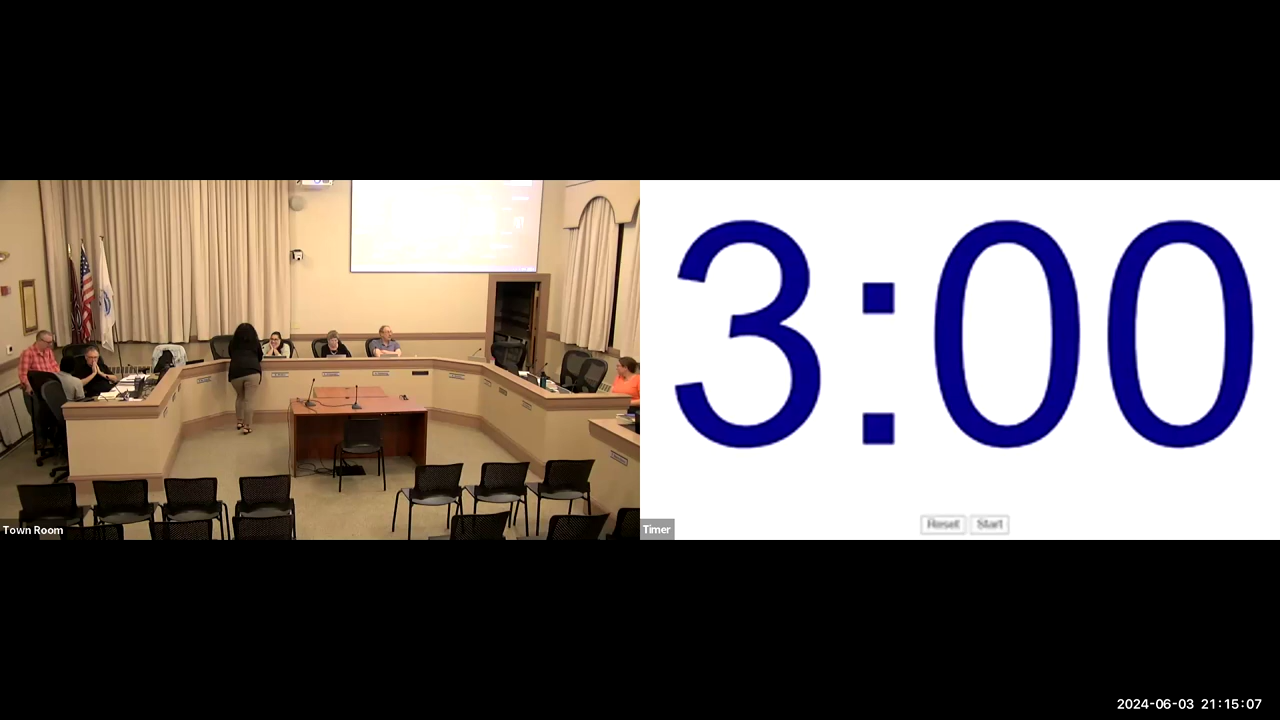 3:00
Reset Start
Town Room
Timer
2024-06-03 21:15:07